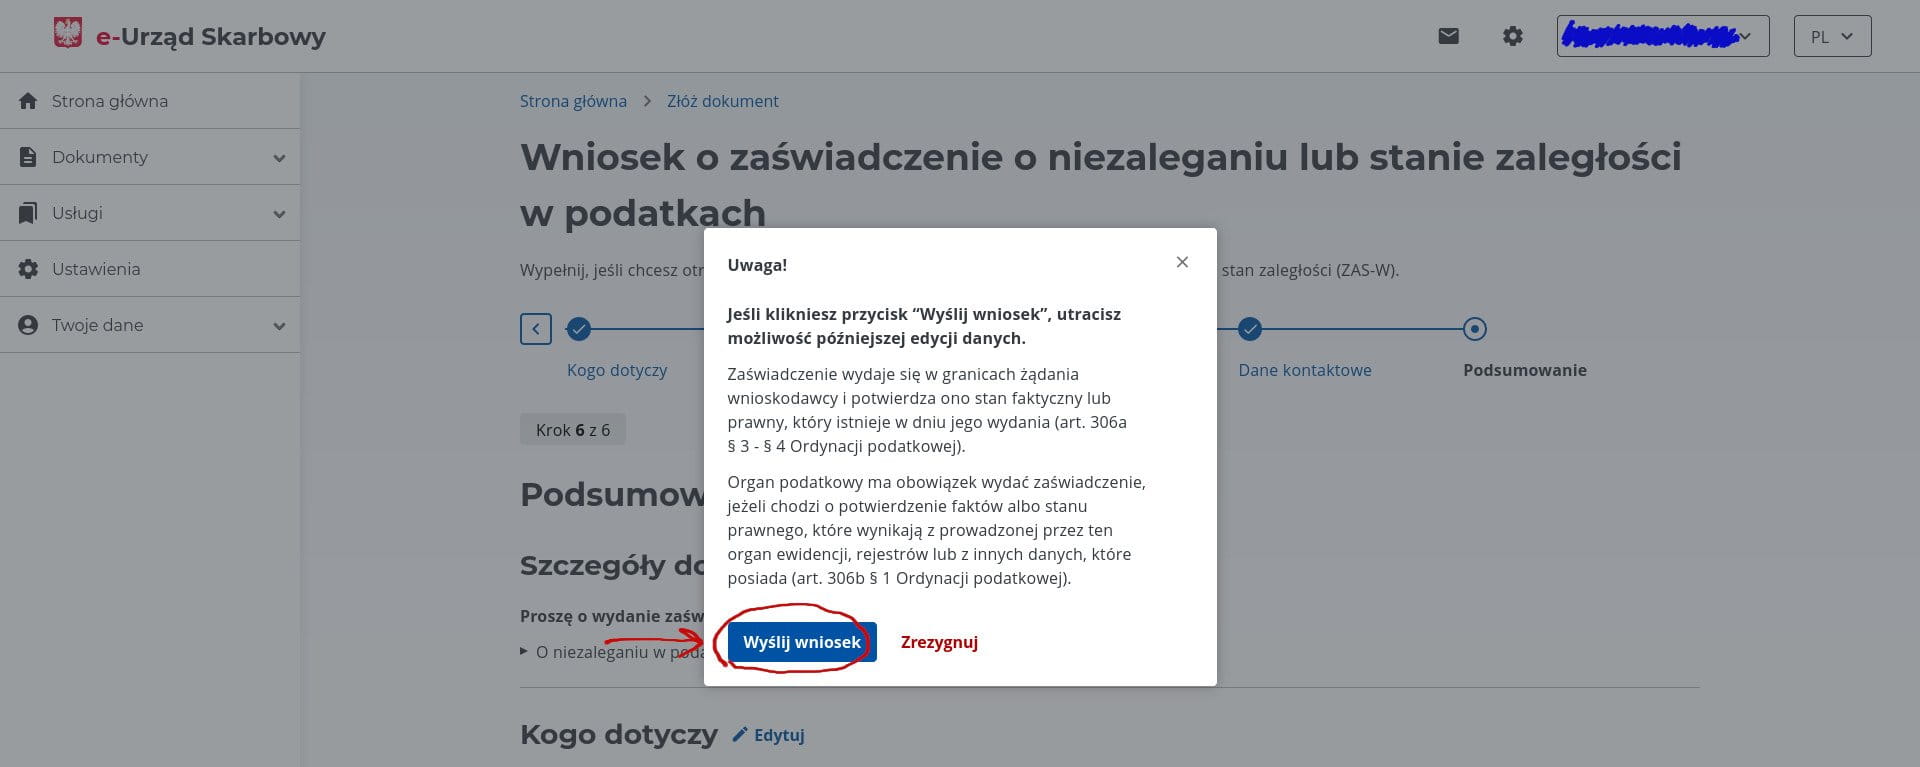 e-Urząd Skarbowy
PL
Strona główna
Dokumenty
Usługi
Ustawienia
Twoje dane
Strona główna > Złóż dokument
Wniosek o zaświadczenie o niezaleganiu lub stanie zaległości
w podatkach
Wypełnij, jeśli chcesz otr
stan zaległości (ZAS-W).
Kogo dotyczy
Dane kontaktowe
Podsumowanie
Krok 6 z 6
Podsumow
Szczegóły do
Proszę o wydanie zaśw
O niezaleganiu w poda
Uwaga!
Jeśli klikniesz przycisk “Wyślij wniosek”, utracisz
możliwość późniejszej edycji danych.
Zaświadczenie wydaje się w granicach żądania
wnioskodawcy i potwierdza ono stan faktyczny lub
prawny, który istnieje w dniu jego wydania (art. 306a
§ 3 - § 4 Ordynacji podatkowej).
Organ podatkowy ma obowiązek wydać zaświadczenie,
jeżeli chodzi o potwierdzenie faktów albo stanu
prawnego, które wynikają z prowadzonej przez ten
organ ewidencji, rejestrów lub z innych danych, które
posiada (art. 306b § 1 Ordynacji podatkowej).
Wyślij wniosek
Zrezygnuj
Kogo dotyczy
Edytuj